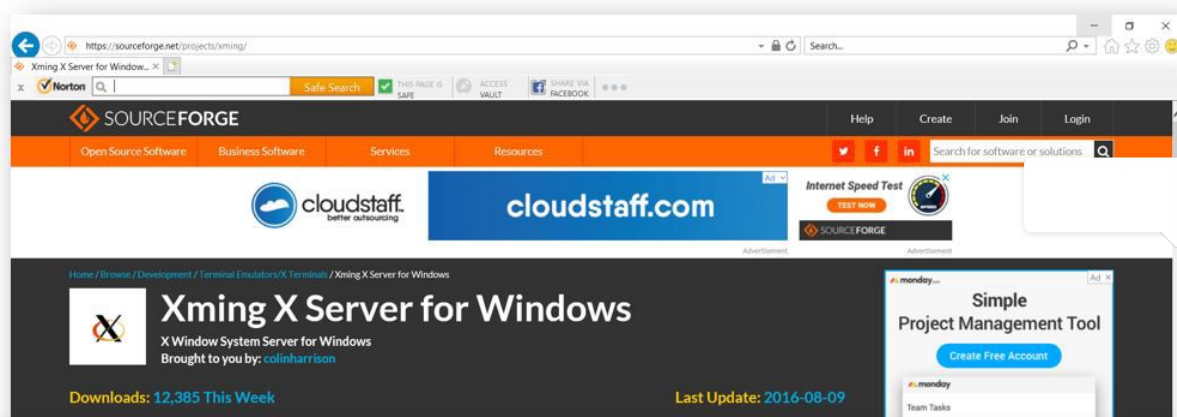 https://sourceforge.net/projects/xming/
Search...
Xming X Server for Window...
x Norton Safe Search THIS PAGE IS SAFE ACCESS VAULT SHARE VIA FACEBOOK
SOURCEFORGE Help Create Join Login
Open Source Software Business Software Services Resources Search for software or solutions
cloudstaff.
better outsourcing
cloudstaff.com
Ad
Internet Speed Test
TEST NOW
SPEED
SOURCEFORGE
Advertisement
Advertisement
Home / Browse / Development / Terminal Emulators/X Terminals / Xming X Server for Windows
Xming X Server for Windows
X Window System Server for Windows
Brought to you by: colinharrison
Downloads: 12,385 This Week
Last Update: 2016-08-09
monday...
Ad
Simple
Project Management Tool
Create Free Account
monday
Team Tasks